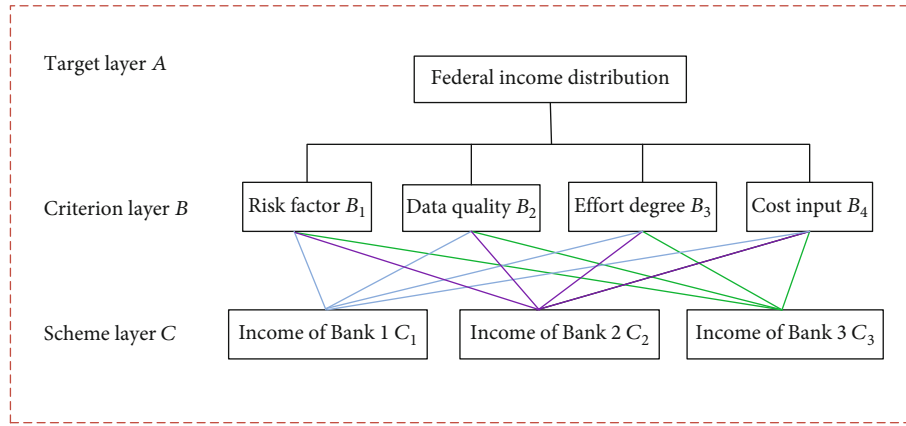 Target layer A
Federal income distribution
Criterion layer B
Risk factor B₁
Data quality B₂
Effort degree B₃
Cost input B₄
Scheme layer C
Income of Bank 1 C₁
Income of Bank 2 C₂
Income of Bank 3 C₃